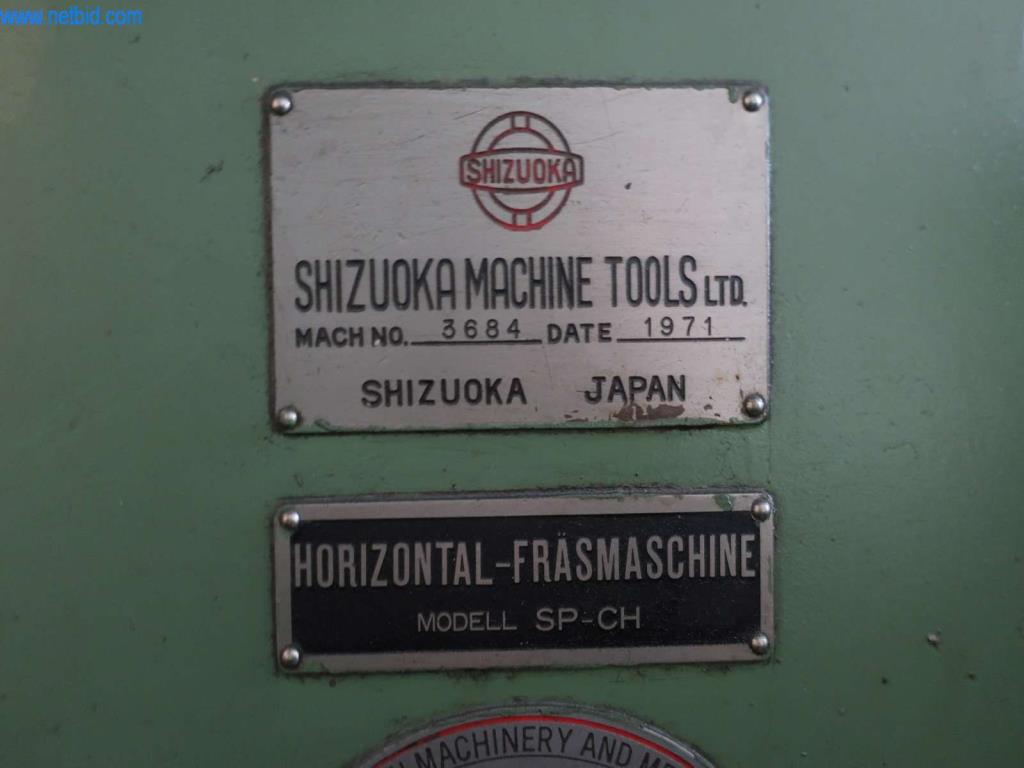 www.netbid.com
SHIZUOKA
SHIZUOKA MACHINE TOOLS LTD.
MACH NO. 3684 DATE 1971
SHIZUOKA JAPAN
HORIZONTAL-FRÄSMASCHINE
MODELL SP-CH
MACHINERY AND